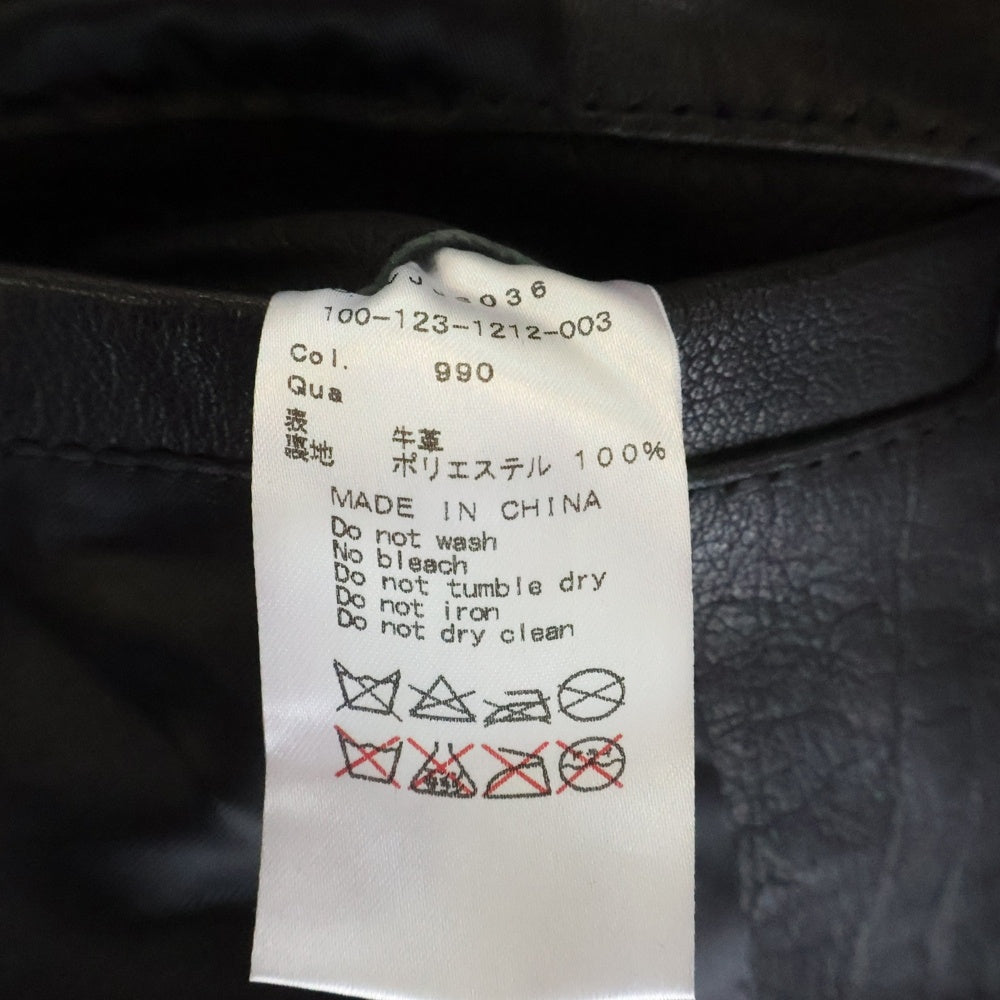 036
100-123-1212-003
Col. 990
Qua
表 牛革
裏地 ポリエステル 100%
MADE IN CHINA
Do not wash
No bleach
Do not tumble dry
Do not iron
Do not dry clean